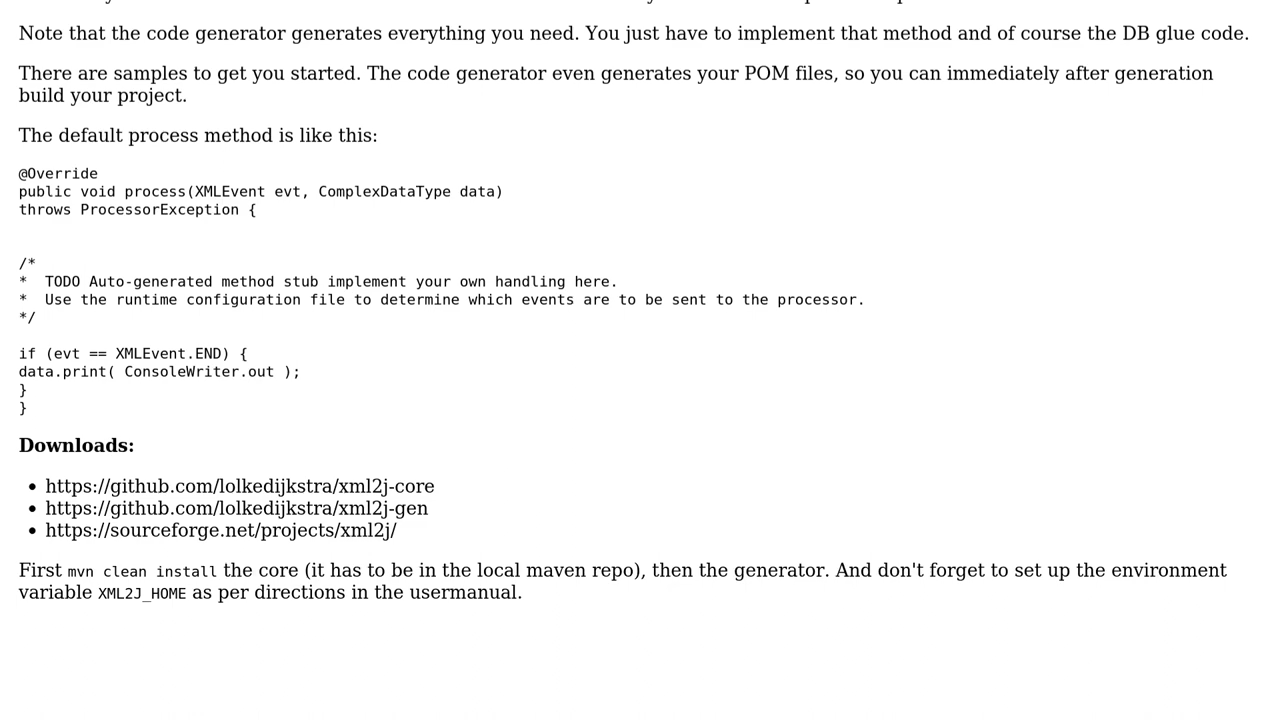 Note that the code generator generates everything you need. You just have to implement that method and of course the DB glue code.
There are samples to get you started. The code generator even generates your POM files, so you can immediately after generation
build your project.
The default process method is like this:
@Override
public void process(XMLEvent evt, ComplexDataType data)
throws ProcessorException {
/*
*  TODO Auto-generated method stub implement your own handling here.
*  Use the runtime configuration file to determine which events are to be sent to the processor.
*/
if (evt == XMLEvent.END) {
data.print( ConsoleWriter.out );
}
}
Downloads:
• https://github.com/lolkedijkstra/xml2j-core
• https://github.com/lolkedijkstra/xml2j-gen
• https://sourceforge.net/projects/xml2j/
First mvn clean install the core (it has to be in the local maven repo), then the generator. And don't forget to set up the environment
variable XML2J_HOME as per directions in the usermanual.